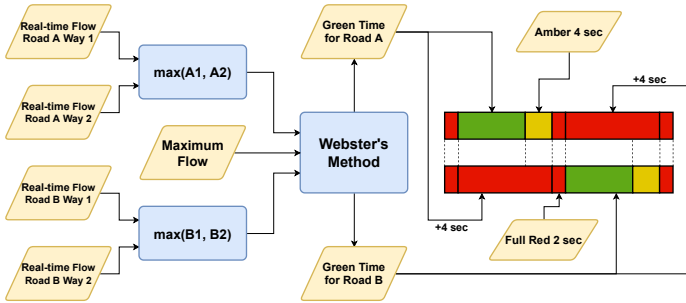 Real-time Flow
Road A Way 1
Real-time Flow
Road A Way 2
max(A1, A2)
Maximum
Flow
Real-time Flow
Road B Way 1
Real-time Flow
Road B Way 2
max(B1, B2)
Green Time
for Road A
Webster's
Method
Green Time
for Road B
Amber 4 sec
+4 sec
+4 sec
Full Red 2 sec